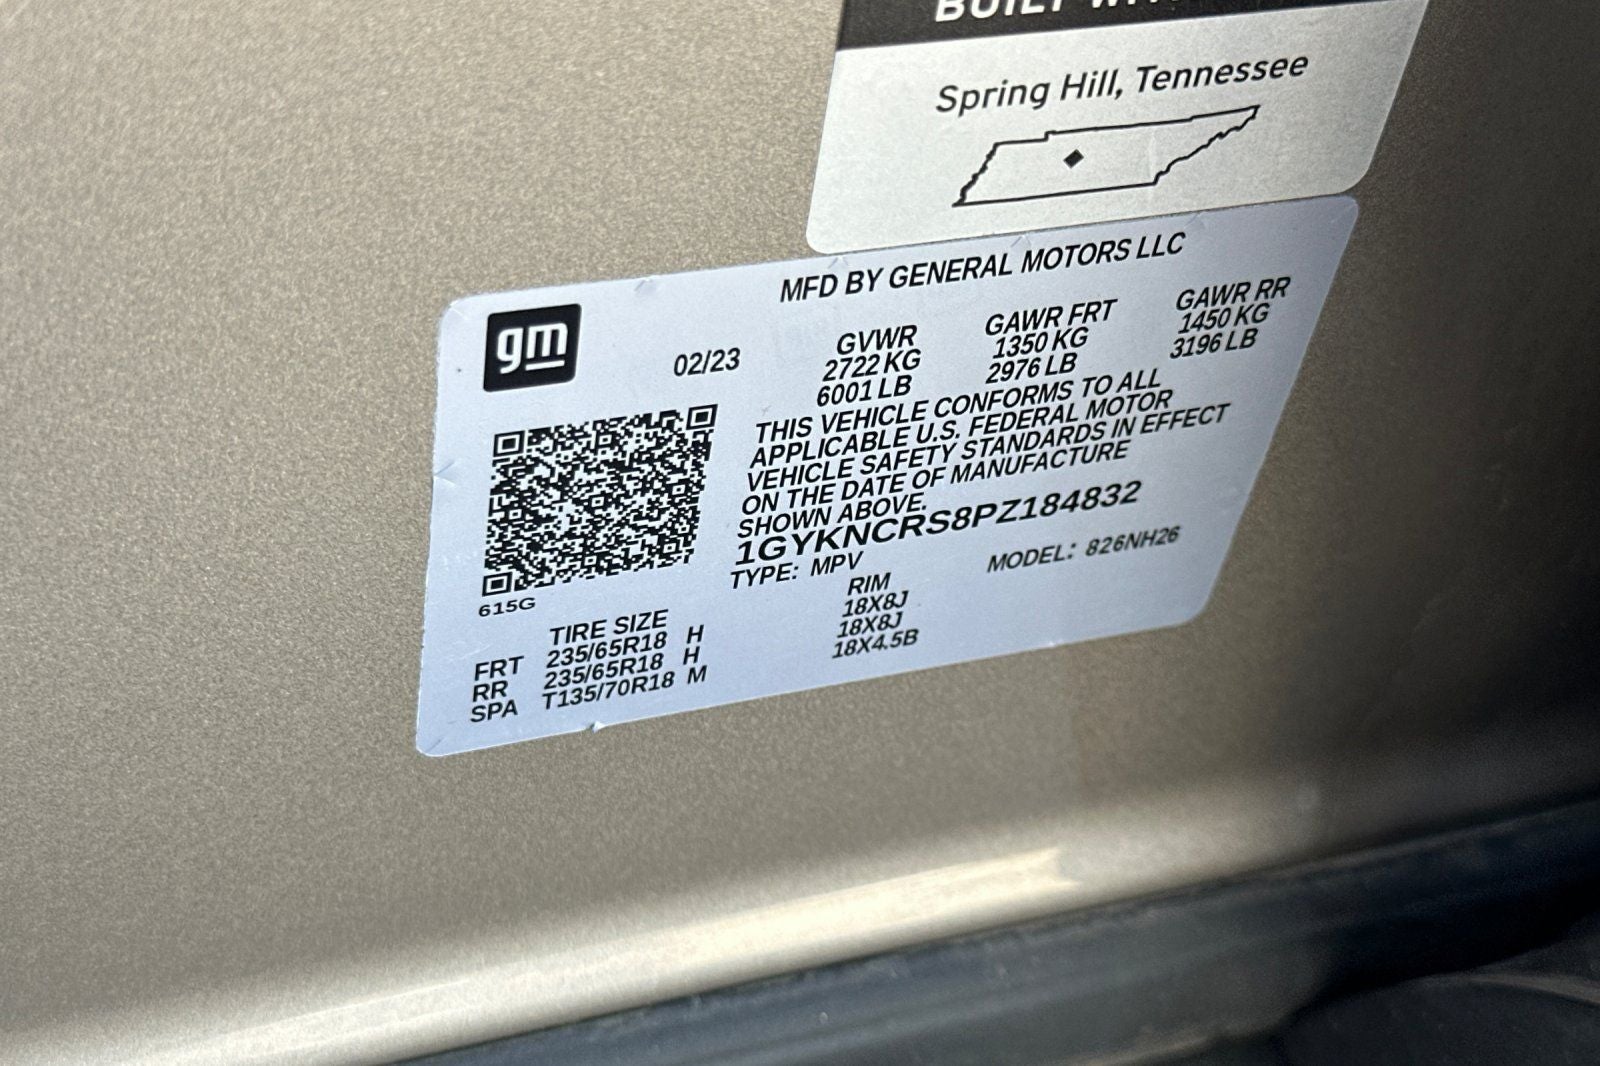 BUILT
Spring Hill, Tennessee
MFD BY GENERAL MOTORS LLC
gm
02/23
GVWR GAWR FRT GAWR RR
2722 KG 1350 KG 1450 KG
6001 LB 2976 LB 3196 LB
THIS VEHICLE CONFORMS TO ALL
APPLICABLE U.S. FEDERAL MOTOR
VEHICLE SAFETY STANDARDS IN EFFECT
ON THE DATE OF MANUFACTURE
SHOWN ABOVE.
1GYKNCRS8PZ184832
TYPE: MPV MODEL: 826NH26
615G
TIRE SIZE RIM
FRT 235/65R18 H 18X8J
RR 235/65R18 H 18X8J
SPA T135/70R18 M 18X4.5B